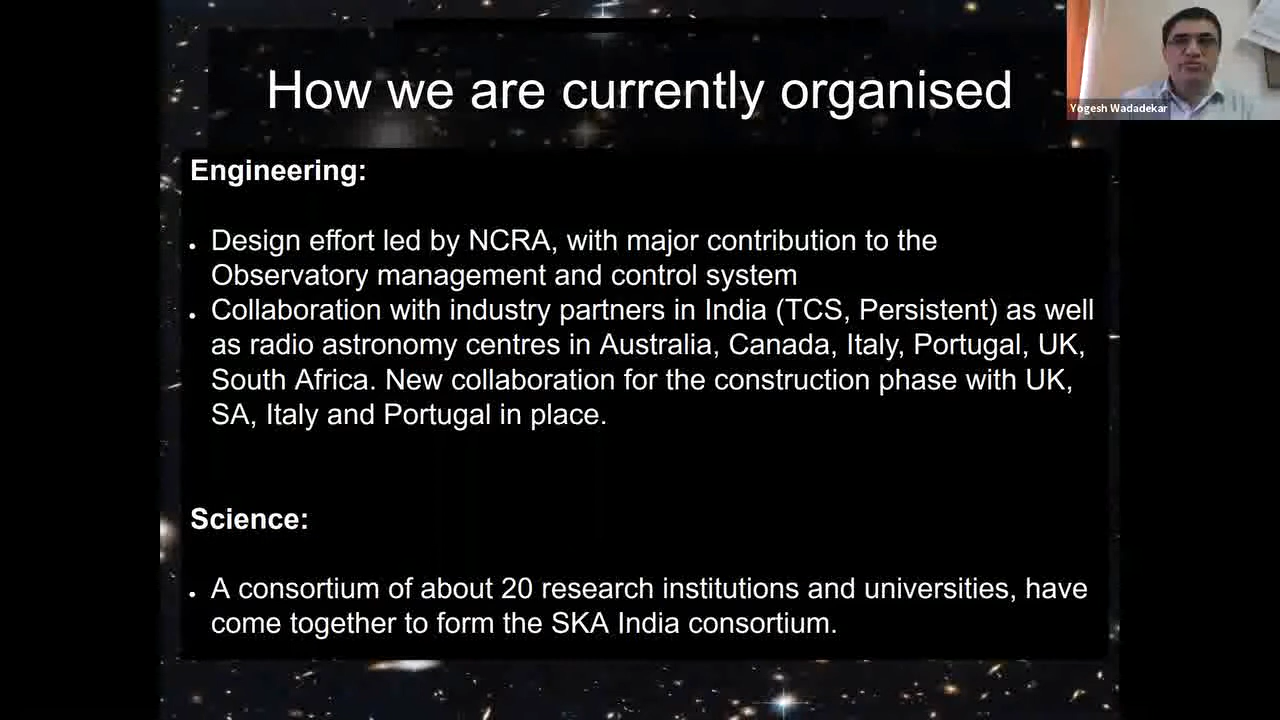 How we are currently organised
Yogesh Wadadekar
Engineering:
• Design effort led by NCRA, with major contribution to the
Observatory management and control system
• Collaboration with industry partners in India (TCS, Persistent) as well
as radio astronomy centres in Australia, Canada, Italy, Portugal, UK,
South Africa. New collaboration for the construction phase with UK,
SA, Italy and Portugal in place.
Science:
• A consortium of about 20 research institutions and universities, have
come together to form the SKA India consortium.